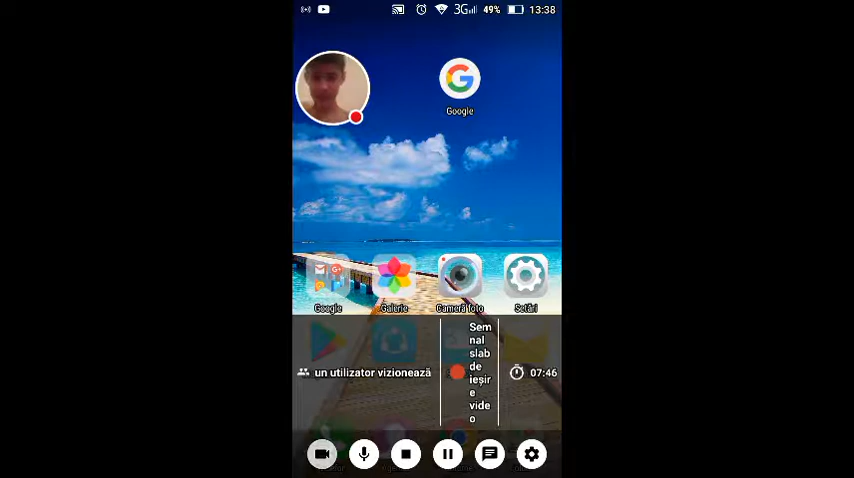 3G 49% 13:38
Google
Google Galerie Cameră foto Setări
un utilizator vizionează
Sem
nal
slab
de
ieșir
e
vide
o
07:46